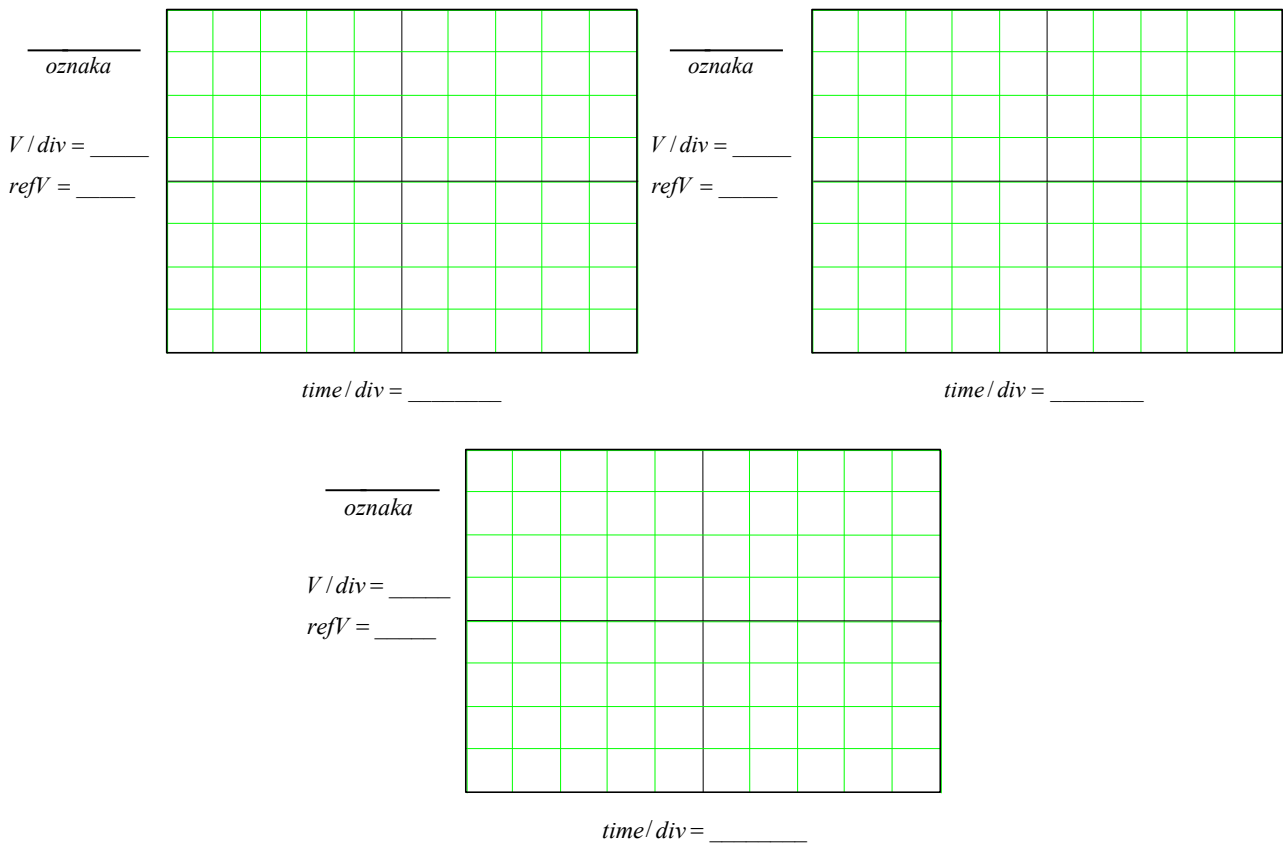 oznaka
V / div = _____
refV = _____
time / div = ________
oznaka
V / div = _____
refV = _____
time / div = ________
oznaka
V / div = _____
refV = _____
time / div = ________